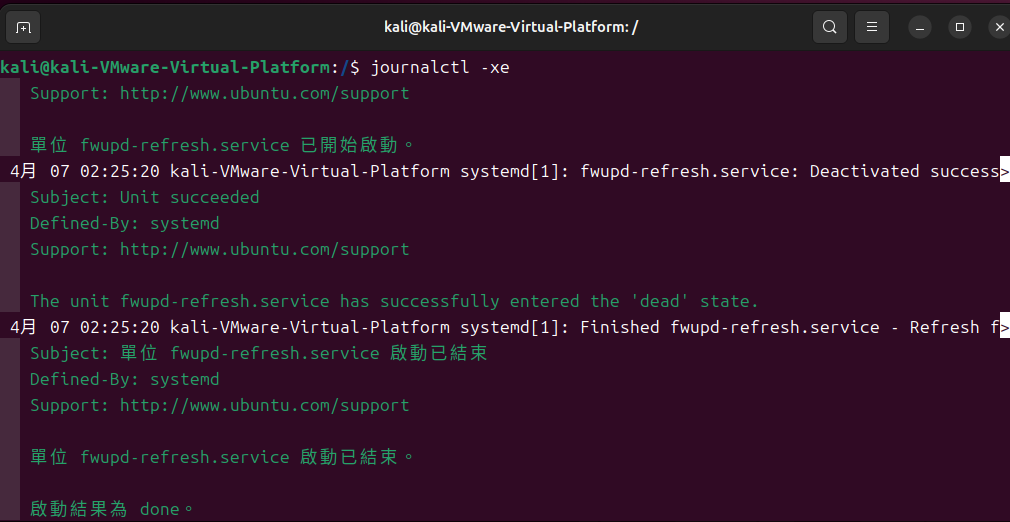 kali@kali-VMware-Virtual-Platform: /
kali@kali-VMware-Virtual-Platform:/$ journalctl -xe
Support: http://www.ubuntu.com/support
單位 fwupd-refresh.service 已開始啟動。
4月 07 02:25:20 kali-VMware-Virtual-Platform systemd[1]: fwupd-refresh.service: Deactivated success>
Subject: Unit succeeded
Defined-By: systemd
Support: http://www.ubuntu.com/support
The unit fwupd-refresh.service has successfully entered the 'dead' state.
4月 07 02:25:20 kali-VMware-Virtual-Platform systemd[1]: Finished fwupd-refresh.service - Refresh f>
Subject: 單位 fwupd-refresh.service 啟動已結束
Defined-By: systemd
Support: http://www.ubuntu.com/support
單位 fwupd-refresh.service 啟動已結束。
啟動結果為 done。